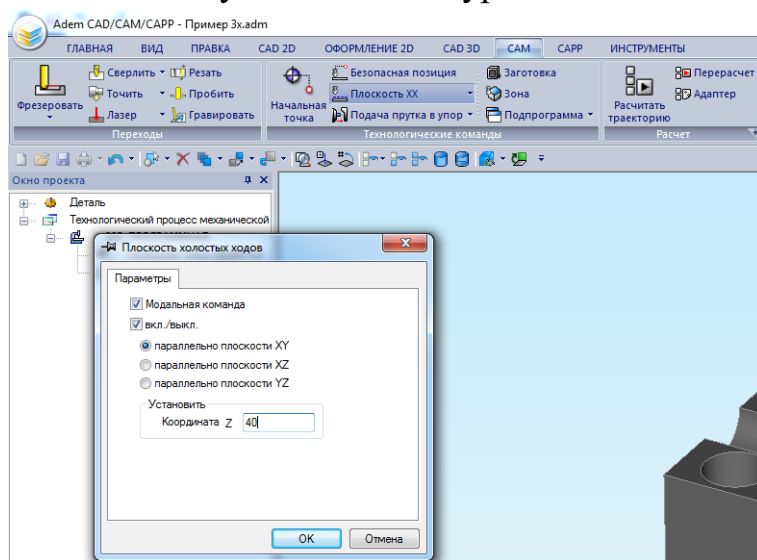 Adem CAD/CAM/CAPP - Пример 3x.adm
ГЛАВНАЯ ВИД ПРАВКА CAD 2D ОФОРМЛЕНИЕ 2D CAD 3D CAM CAPP ИНСТРУМЕНТЫ
Фрезеровать
Сверлить Резать
Точить Пробить
Лазер Гравировать
Переходы
Начальная точка
Безопасная позиция Заготовка
Плоскость XX Зона
Подача прутка в упор Подпрограмма
Технологические команды
Расчитать траекторию
Перерасчет
Адаптер
Расчет
Окно проекта
Деталь
Технологический процесс механической
Плоскость холостых ходов
Параметры
Модальная команда
вкл./выкл.
параллельно плоскости XY
параллельно плоскости XZ
параллельно плоскости YZ
Установить
Координата Z 40
OK Отмена